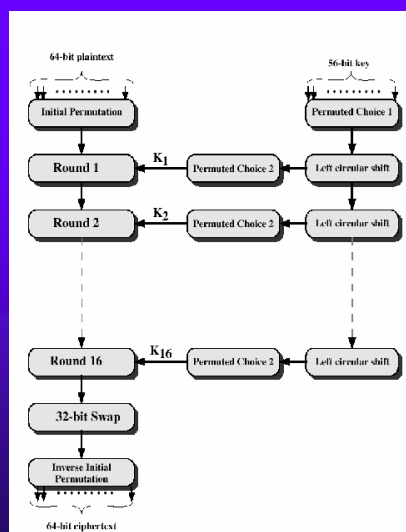 64-bit plaintext
56-bit key
Initial Permutation
Permuted Choice 1
Round 1
K1
Permuted Choice 2
Left circular shift
Round 2
K2
Permuted Choice 2
Left circular shift
Round 16
K16
Permuted Choice 2
Left circular shift
32-bit Swap
Inverse Initial
Permutation
64-bit ciphertext